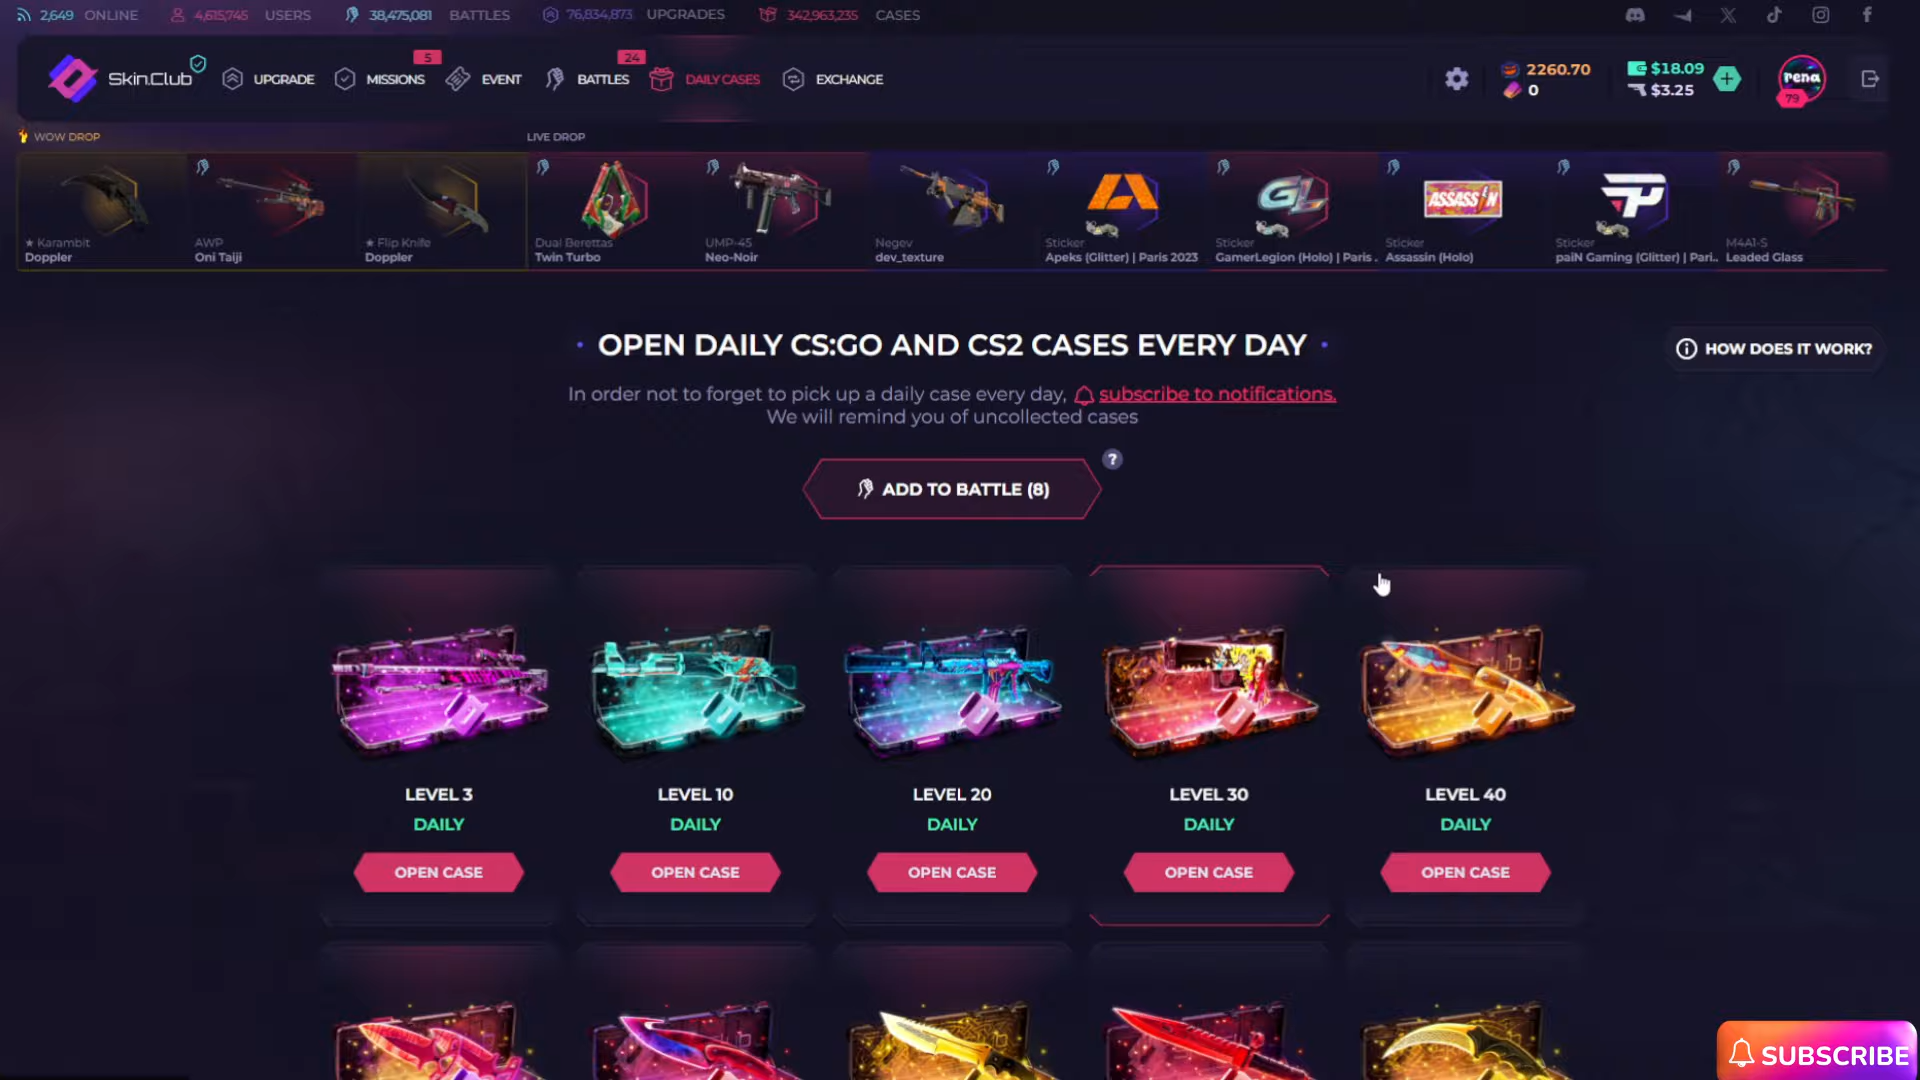 2,649 ONLINE 4,615,745 USERS 38,475,081 BATTLES 76,834,873 UPGRADES 342,963,235 CASES
Skin.Club UPGRADE MISSIONS 5 EVENT BATTLES 24 DAILY CASES EXCHANGE
2260.70 $18.09
0 $3.25
rena
79
WOW DROP LIVE DROP
★ Karambit
Doppler
AWP
Oni Taiji
★ Flip Knife
Doppler
Dual Berettas
Twin Turbo
UMP-45
Neo-Noir
Negev
dev_texture
Sticker
Apeks (Glitter) | Paris 2023
GL
Sticker
GamerLegion (Holo) | Paris .
ASSASSIN
Sticker
Assassin (Holo)
Sticker
paiN Gaming (Glitter) | Pari..
M4A1-S
Leaded Glass
OPEN DAILY CS:GO AND CS2 CASES EVERY DAY
HOW DOES IT WORK?
In order not to forget to pick up a daily case every day, subscribe to notifications.
We will remind you of uncollected cases
?
ADD TO BATTLE (8)
LEVEL 3 LEVEL 10 LEVEL 20 LEVEL 30 LEVEL 40
DAILY DAILY DAILY DAILY DAILY
OPEN CASE OPEN CASE OPEN CASE OPEN CASE OPEN CASE
SUBSCRIBE